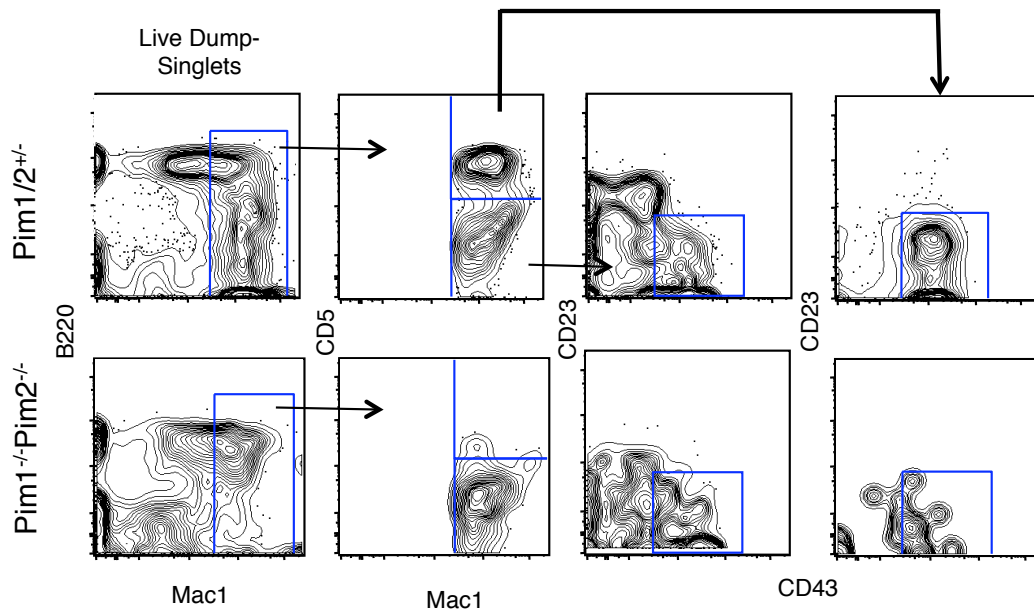 Live Dump-
Singlets
Pim1/2+/-
B220
CD5
CD23
CD23
Pim1-/-Pim2-/-
Mac1
Mac1
CD43